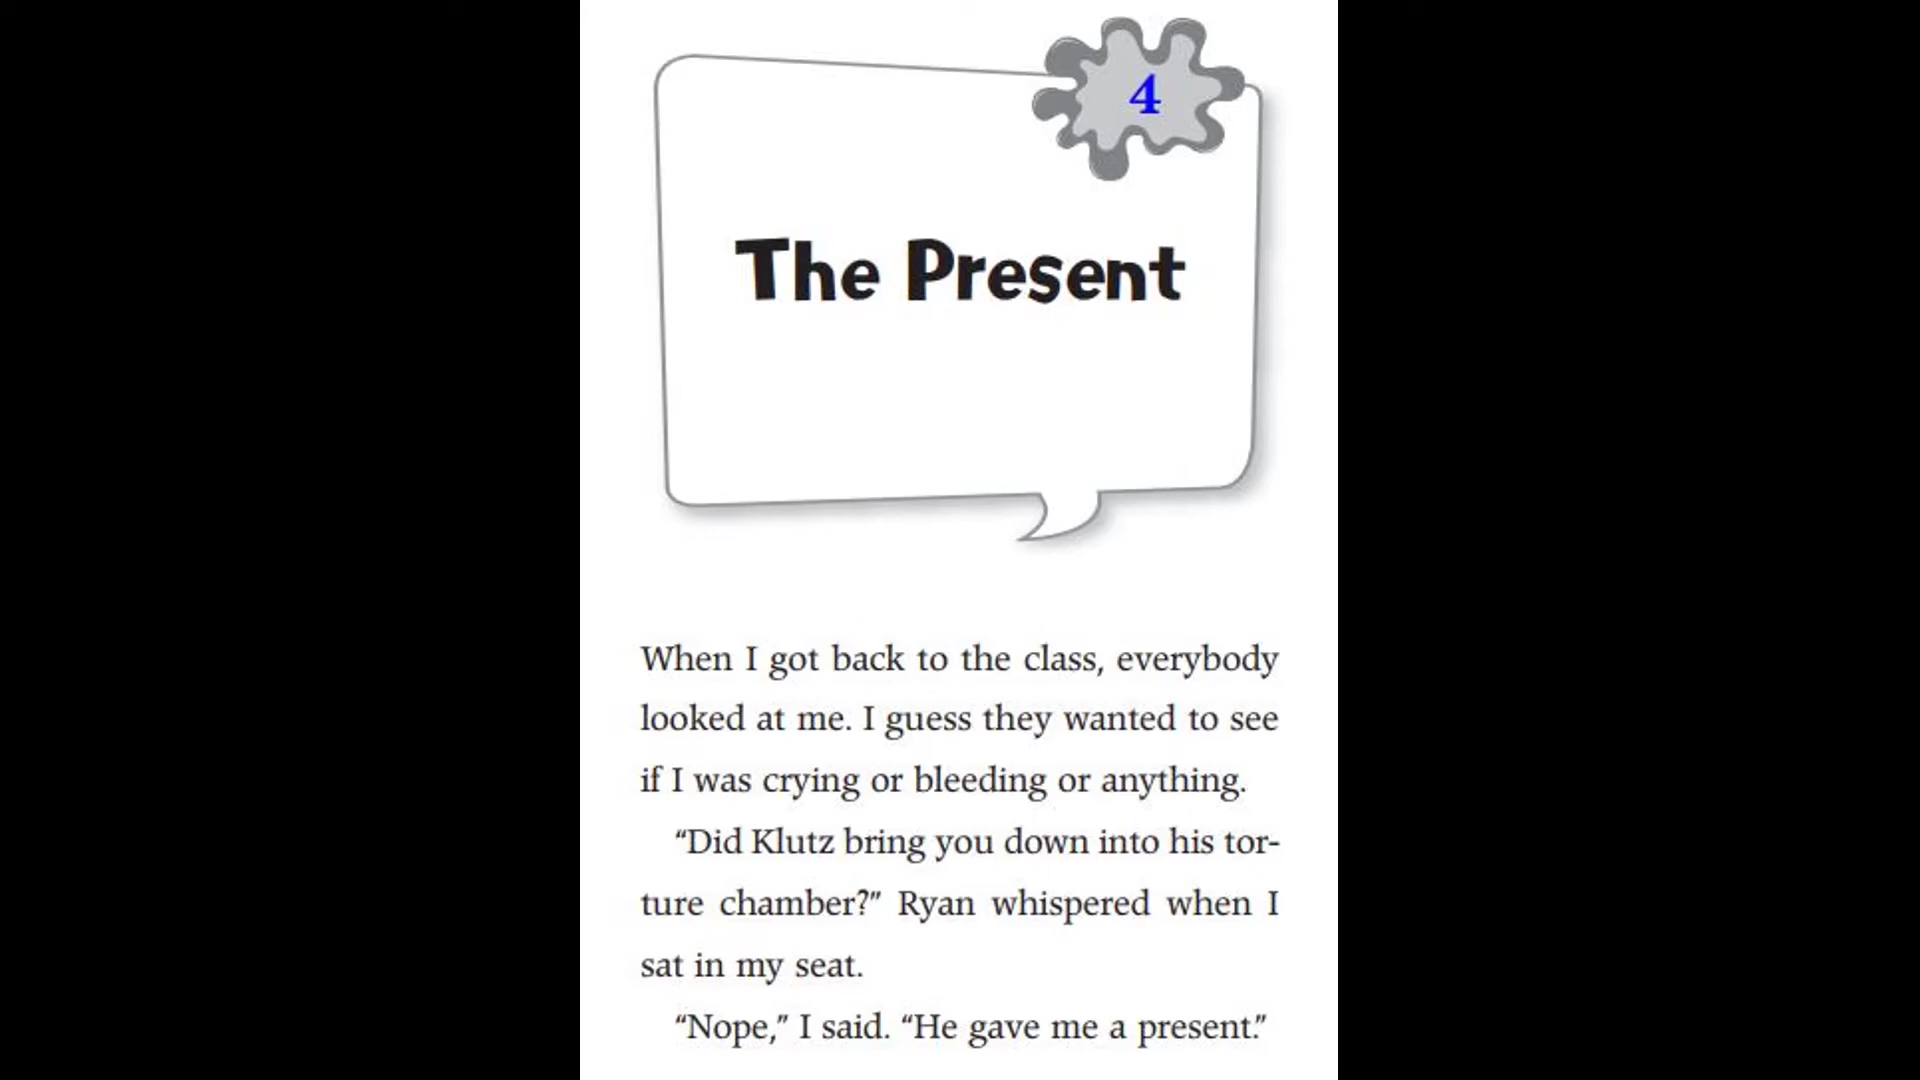 4
The Present
When I got back to the class, everybody
looked at me. I guess they wanted to see
if I was crying or bleeding or anything.
“Did Klutz bring you down into his tor-
ture chamber?” Ryan whispered when I
sat in my seat.
“Nope,” I said. “He gave me a present.”